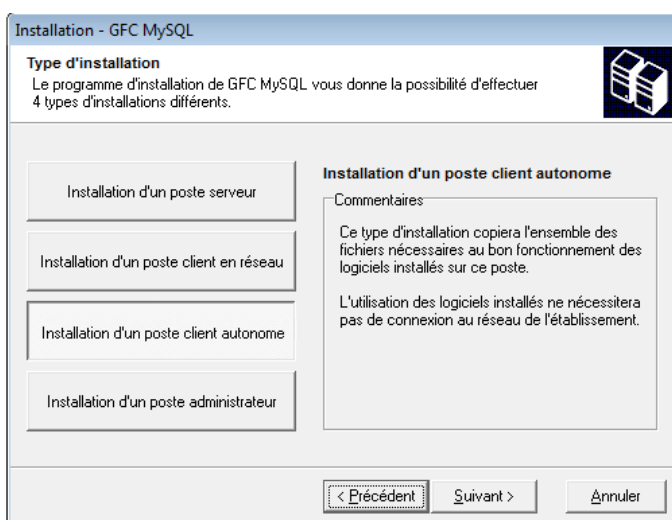 Installation - GFC MySQL
Type d'installation
Le programme d'installation de GFC MySQL vous donne la possibilité d'effectuer
4 types d'installations différents.
Installation d'un poste serveur
Installation d'un poste client en réseau
Installation d'un poste client autonome
Installation d'un poste administrateur
Installation d'un poste client autonome
Commentaires
Ce type d'installation copiera l'ensemble des
fichiers nécessaires au bon fonctionnement des
logiciels installés sur ce poste.
L'utilisation des logiciels installés ne nécessitera
pas de connexion au réseau de l'établissement.
< Précédent
Suivant >
Annuler